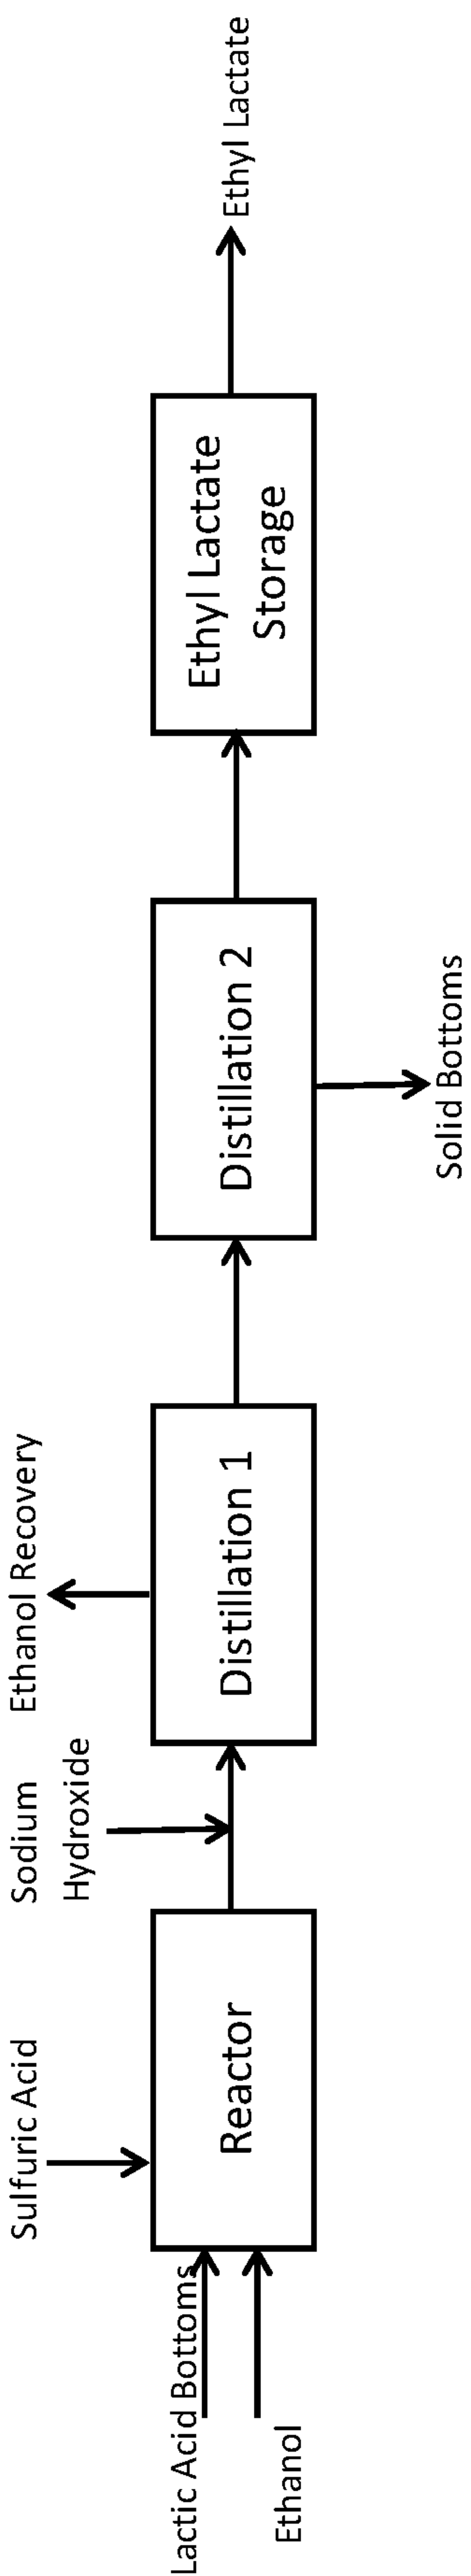 Lactic Acid Bottoms
Ethanol
Sulfuric Acid
Reactor
Sodium
Hydroxide
Ethanol Recovery
Distillation 1
Distillation 2
Solid Bottoms
Ethyl Lactate
Storage
Ethyl Lactate